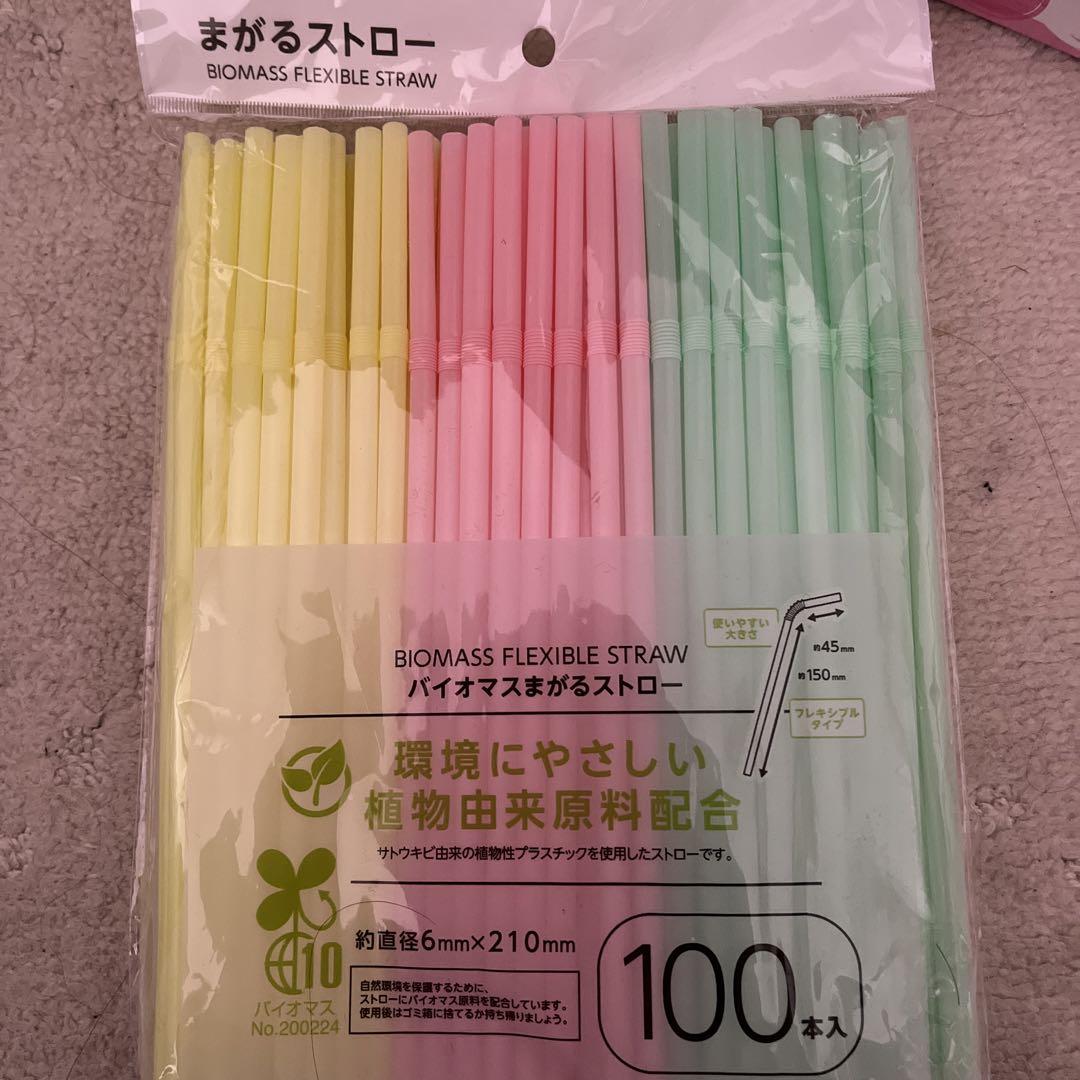 まがるストロー
BIOMASS FLEXIBLE STRAW
使いやすい
大きさ
約45mm
約150mm
フレキシブル
タイプ
BIOMASS FLEXIBLE STRAW
バイオマスまがるストロー
環境にやさしい
植物由来原料配合
サトウキビ由来の植物性プラスチックを使用したストローです。
10
バイオマス
No.200224
約直径6mm×210mm
自然環境を保護するために、
ストローにバイオマス原料を配合しています。
使用後はゴミ箱に捨てるか持ち帰りましょう。
100本入